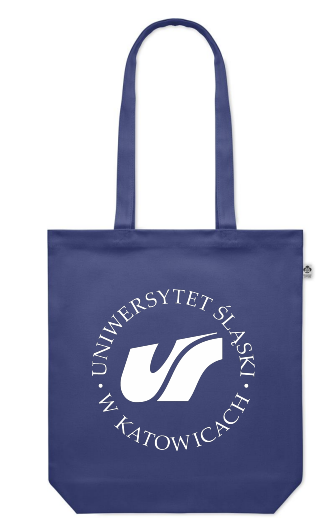 UNIWERSYTET ŚLĄSKI
• W KATOWICACH •